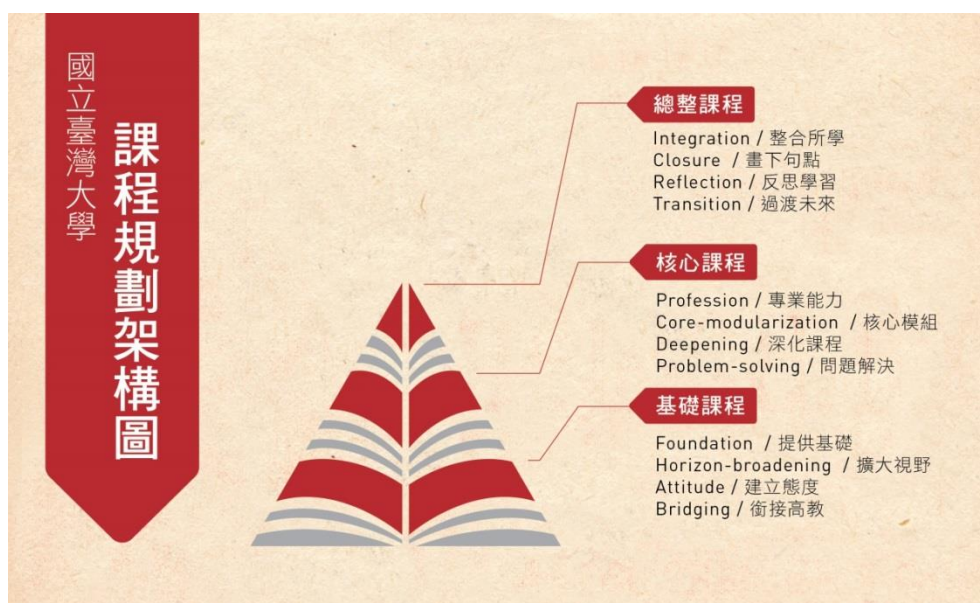 國立臺灣大學
課程規劃架構圖
總整課程
Integration / 整合所學
Closure / 畫下句點
Reflection / 反思學習
Transition / 過渡未來
核心課程
Profession / 專業能力
Core-modularization / 核心模組
Deepening / 深化課程
Problem-solving / 問題解決
基礎課程
Foundation / 提供基礎
Horizon-broadening / 擴大視野
Attitude / 建立態度
Bridging / 銜接高教